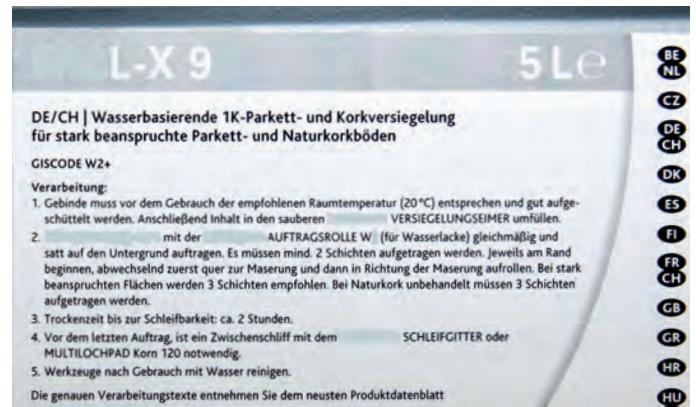 L-X 9 5 L℮
DE/CH | Wasserbasierende 1K-Parkett- und Korkversiegelung
für stark beanspruchte Parkett- und Naturkorkböden
GISCODE W2+
Verarbeitung:
1. Gebinde muss vor dem Gebrauch der empfohlenen Raumtemperatur (20 °C) entsprechen und gut aufge-
schüttelt werden. Anschließend Inhalt in den sauberen VERSIEGELUNGSEIMER umfüllen.
2. mit der AUFTRAGSROLLE W (für Wasserlacke) gleichmäßig und
satt auf den Untergrund auftragen. Es müssen mind. 2 Schichten aufgetragen werden. Jeweils am Rand
beginnen, abwechselnd zuerst quer zur Maserung und dann in Richtung der Maserung aufrollen. Bei stark
beanspruchten Flächen werden 3 Schichten empfohlen. Bei Naturkork unbehandelt müssen 3 Schichten
aufgetragen werden.
3. Trockenzeit bis zur Schleifbarkeit: ca. 2 Stunden.
4. Vor dem letzten Auftrag, ist ein Zwischenschliff mit dem SCHLEIFGITTER oder
MULTILOCHPAD Korn 120 notwendig.
5. Werkzeuge nach Gebrauch mit Wasser reinigen.
Die genauen Verarbeitungstexte entnehmen Sie dem neusten Produktdatenblatt
BE
NL
CZ
DE
CH
DK
ES
FI
FR
CH
GB
GR
HR
HU